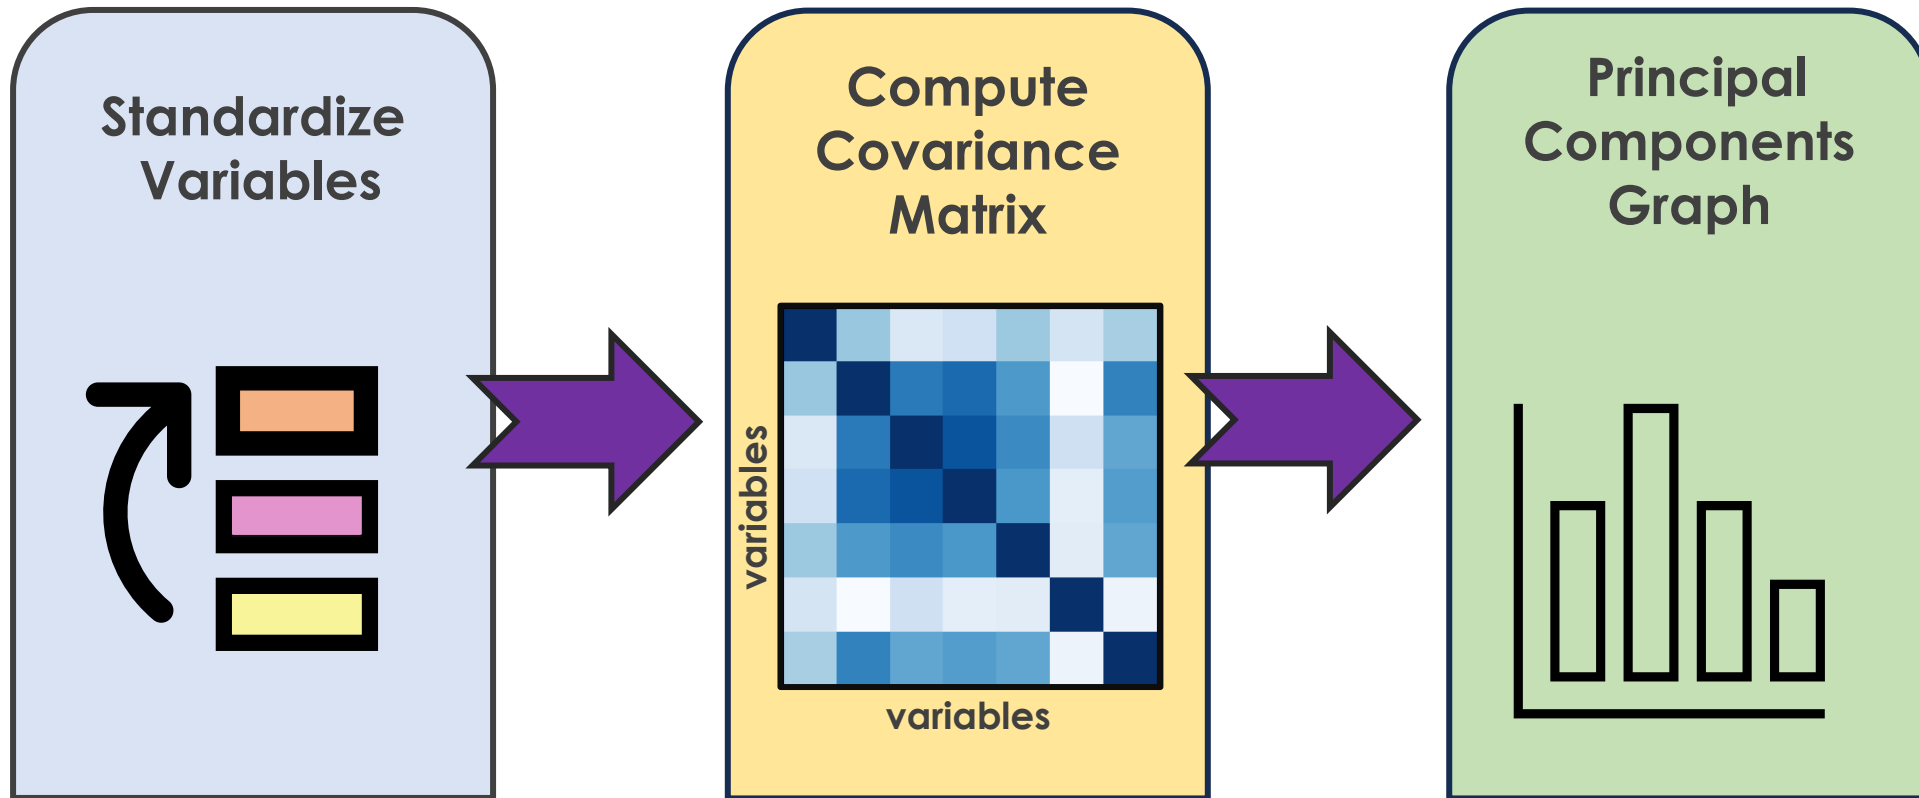 Standardize
Variables
Compute
Covariance
Matrix
variables
variables
Principal
Components
Graph